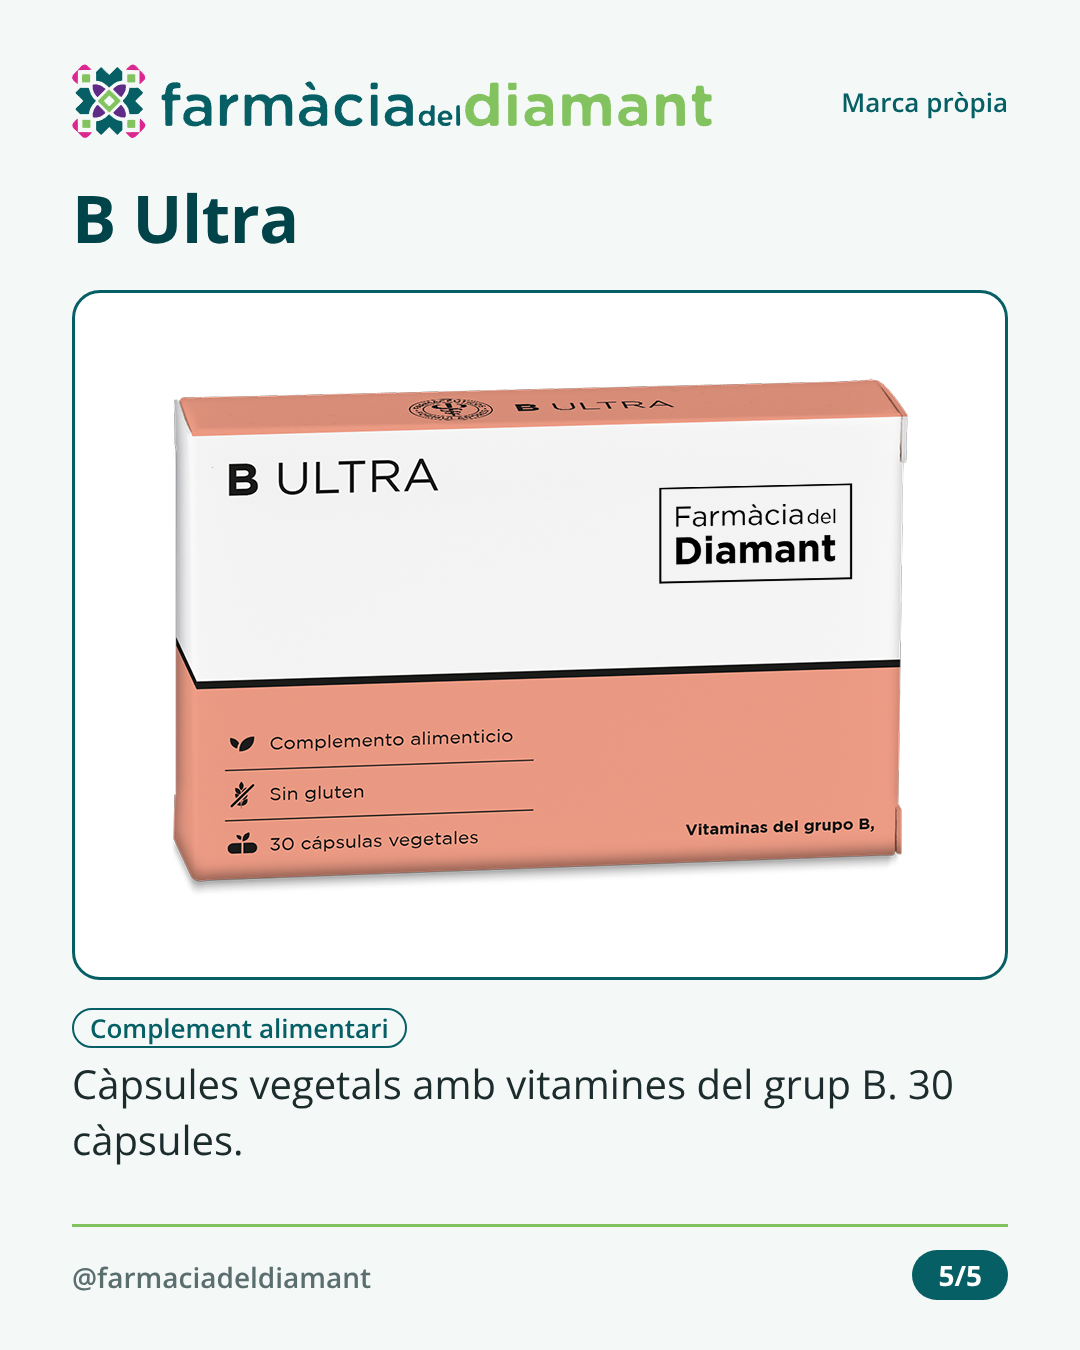 farmàciadeldiamant
Marca pròpia
B Ultra
B ULTRA
B ULTRA
Farmàcia del
Diamant
Complemento alimenticio
Sin gluten
30 cápsulas vegetales
Vitaminas del grupo B,
Complement alimentari
Càpsules vegetals amb vitamines del grup B. 30
càpsules.
@farmaciadeldiamant
5/5